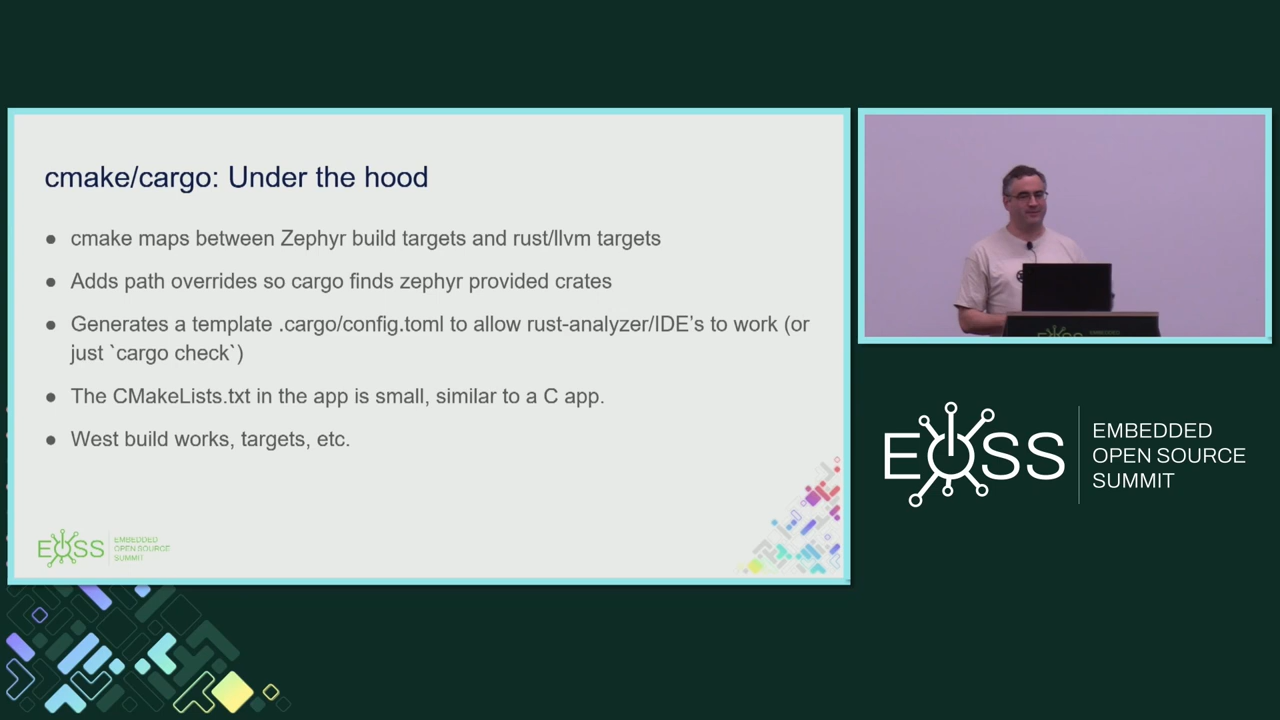 cmake/cargo: Under the hood
● cmake maps between Zephyr build targets and rust/llvm targets
● Adds path overrides so cargo finds zephyr provided crates
● Generates a template .cargo/config.toml to allow rust-analyzer/IDE's to work (or
just `cargo check`)
● The CMakeLists.txt in the app is small, similar to a C app.
● West build works, targets, etc.
EOSS
EMBEDDED
OPEN SOURCE
SUMMIT
EOSS
EMBEDDED
OPEN SOURCE
SUMMIT